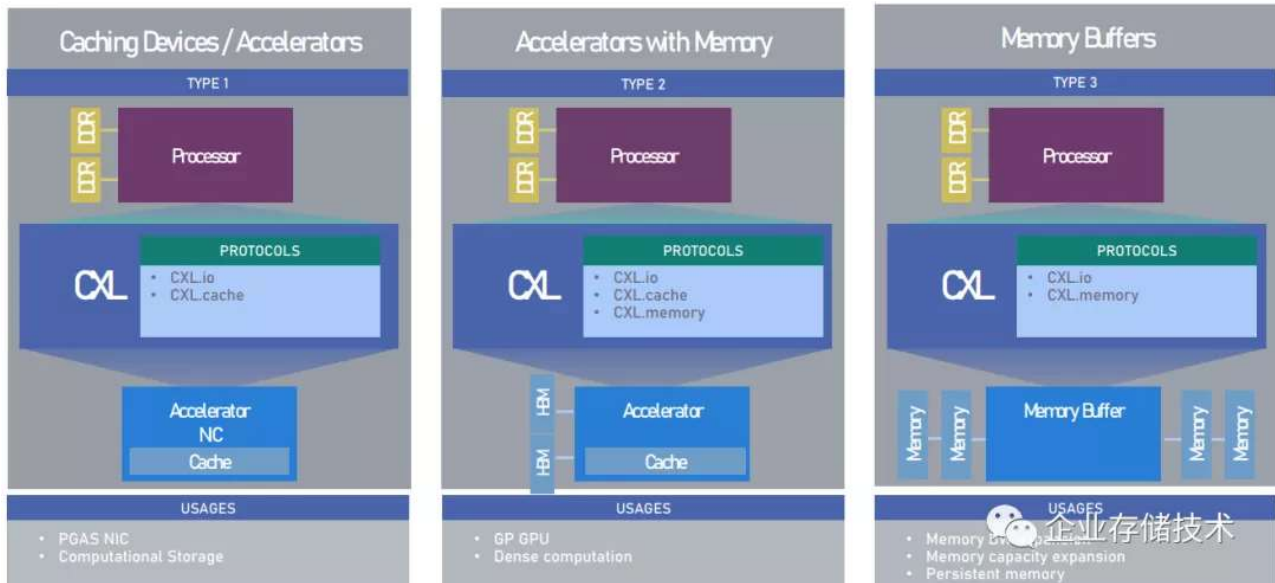 Caching Devices / Accelerators
TYPE 1
DDR
DDR
Processor
CXL
PROTOCOLS
• CXL.io
• CXL.cache
Accelerator
NIC
Cache
USAGES
• PGAS NIC
• Computational Storage
Accelerators with Memory
TYPE 2
DDR
DDR
Processor
CXL
PROTOCOLS
• CXL.io
• CXL.cache
• CXL.memory
HBM
HBM
Accelerator
Cache
USAGES
• GP GPU
• Dense computation
Memory Buffers
TYPE 3
DDR
DDR
Processor
CXL
PROTOCOLS
• CXL.io
• CXL.memory
Memory
Memory
Memory Buffer
Memory
Memory
USAGES
• Memory BW expansion
• Memory capacity expansion
• Persistent memory
企业存储技术